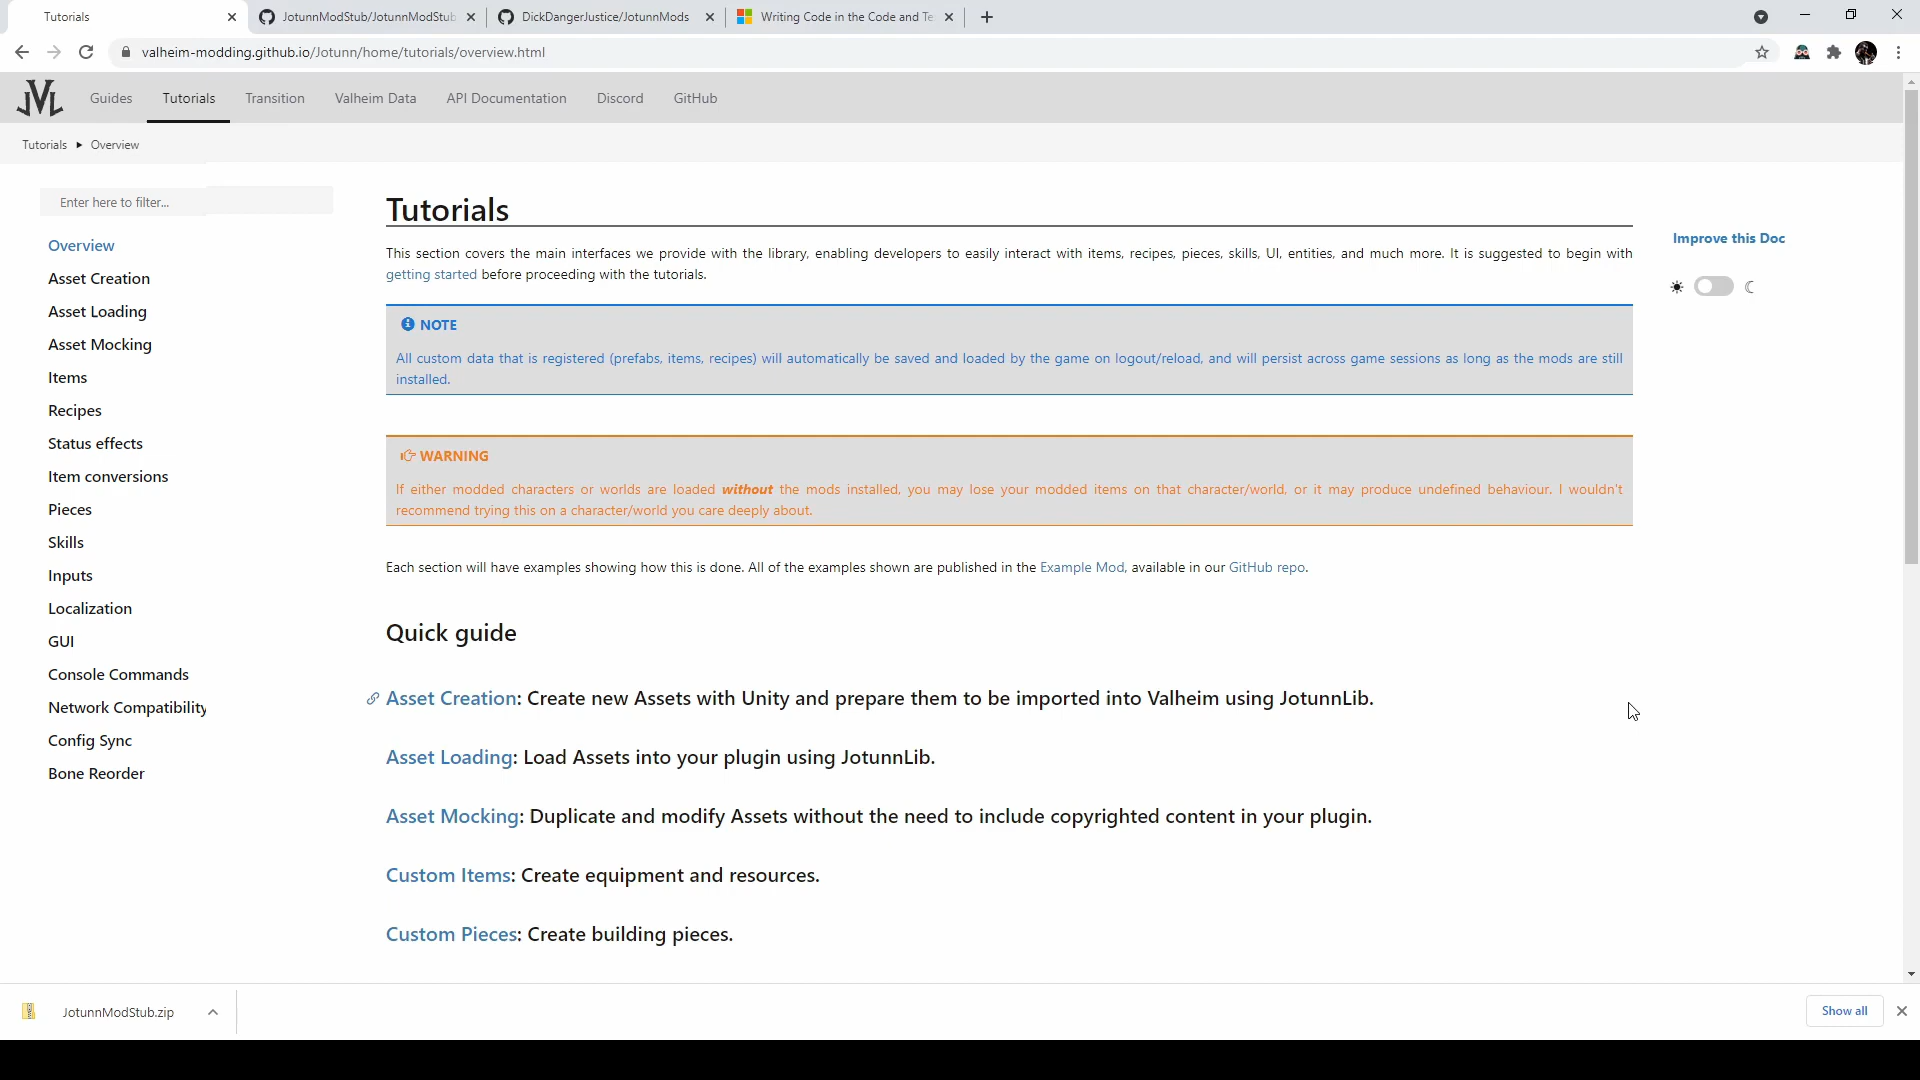 Tutorials
JotunnModStub/JotunnModStub
DickDangerJustice/JotunnMods
Writing Code in the Code and Te
valheim-modding.github.io/Jotunn/home/tutorials/overview.html
JVL
Guides
Tutorials
Transition
Valheim Data
API Documentation
Discord
GitHub
Tutorials
Overview
Enter here to filter...
Overview
Asset Creation
Asset Loading
Asset Mocking
Items
Recipes
Status effects
Item conversions
Pieces
Skills
Inputs
Localization
GUI
Console Commands
Network Compatibility
Config Sync
Bone Reorder
Tutorials
This section covers the main interfaces we provide with the library, enabling developers to easily interact with items, recipes, pieces, skills, UI, entities, and much more. It is suggested to begin with
getting started before proceeding with the tutorials.
NOTE
All custom data that is registered (prefabs, items, recipes) will automatically be saved and loaded by the game on logout/reload, and will persist across game sessions as long as the mods are still
installed.
WARNING
If either modded characters or worlds are loaded without the mods installed, you may lose your modded items on that character/world, or it may produce undefined behaviour. I wouldn't
recommend trying this on a character/world you care deeply about.
Each section will have examples showing how this is done. All of the examples shown are published in the Example Mod, available in our GitHub repo.
Quick guide
Asset Creation: Create new Assets with Unity and prepare them to be imported into Valheim using JotunnLib.
Asset Loading: Load Assets into your plugin using JotunnLib.
Asset Mocking: Duplicate and modify Assets without the need to include copyrighted content in your plugin.
Custom Items: Create equipment and resources.
Custom Pieces: Create building pieces.
Improve this Doc
JotunnModStub.zip
Show all